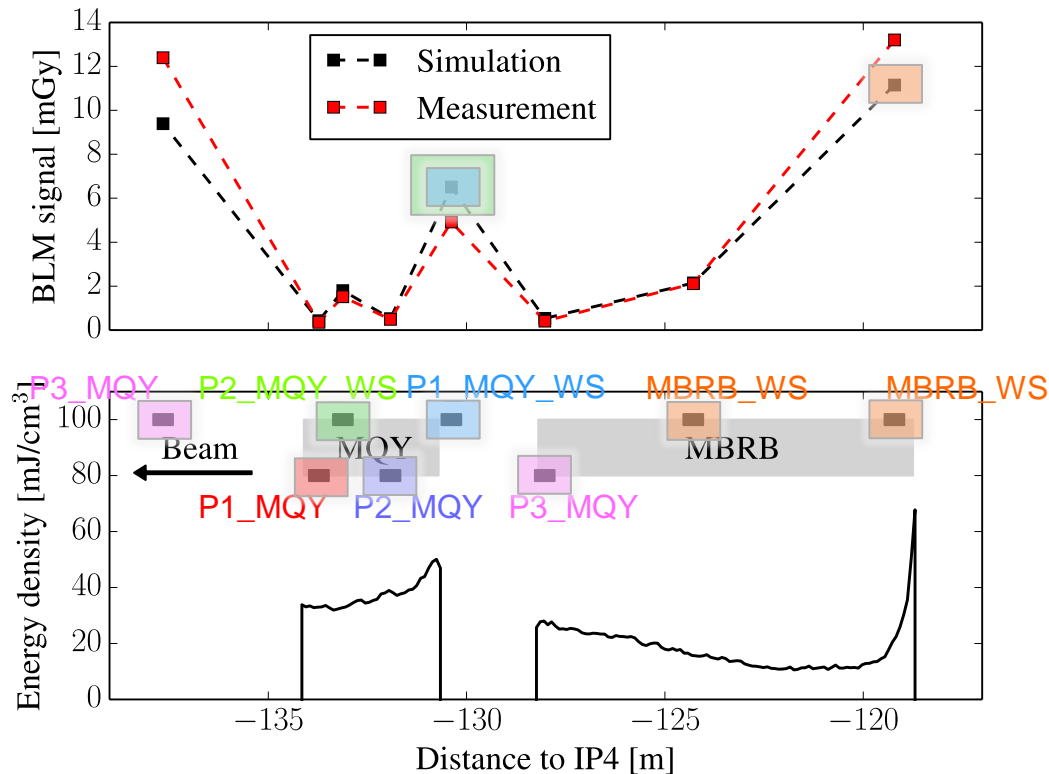 14
12
10
8
6
4
2
0
BLM signal [mGy]
Simulation
Measurement
P3_MQY
P2_MQY_WS
P1_MQY_WS
MBRB_WS
MBRB_WS
100
80
60
40
20
0
Energy density [mJ/cm³]
Beam
MQY
MBRB
P1_MQY
P2_MQY
P3_MQY
−135
−130
−125
−120
Distance to IP4 [m]